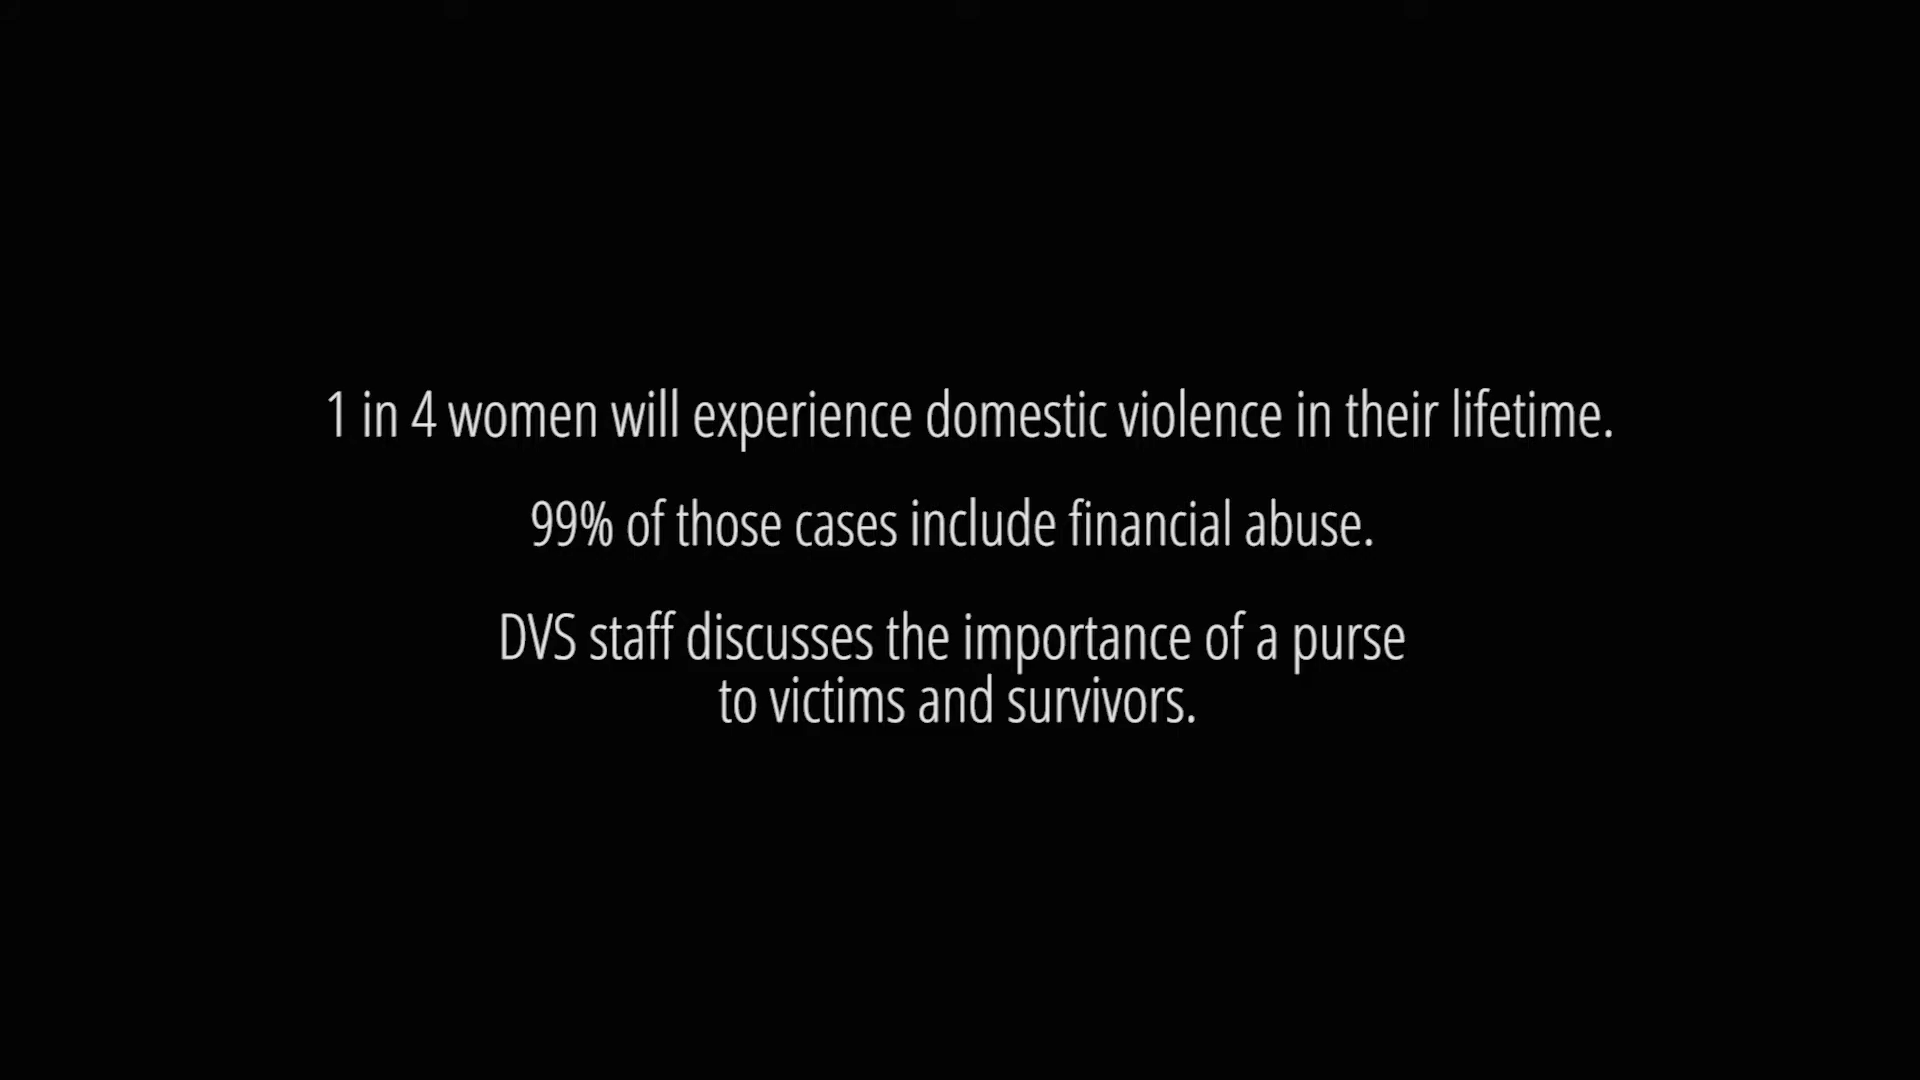 1 in 4 women will experience domestic violence in their lifetime.
99% of those cases include financial abuse.
DVS staff discusses the importance of a purse
to victims and survivors.